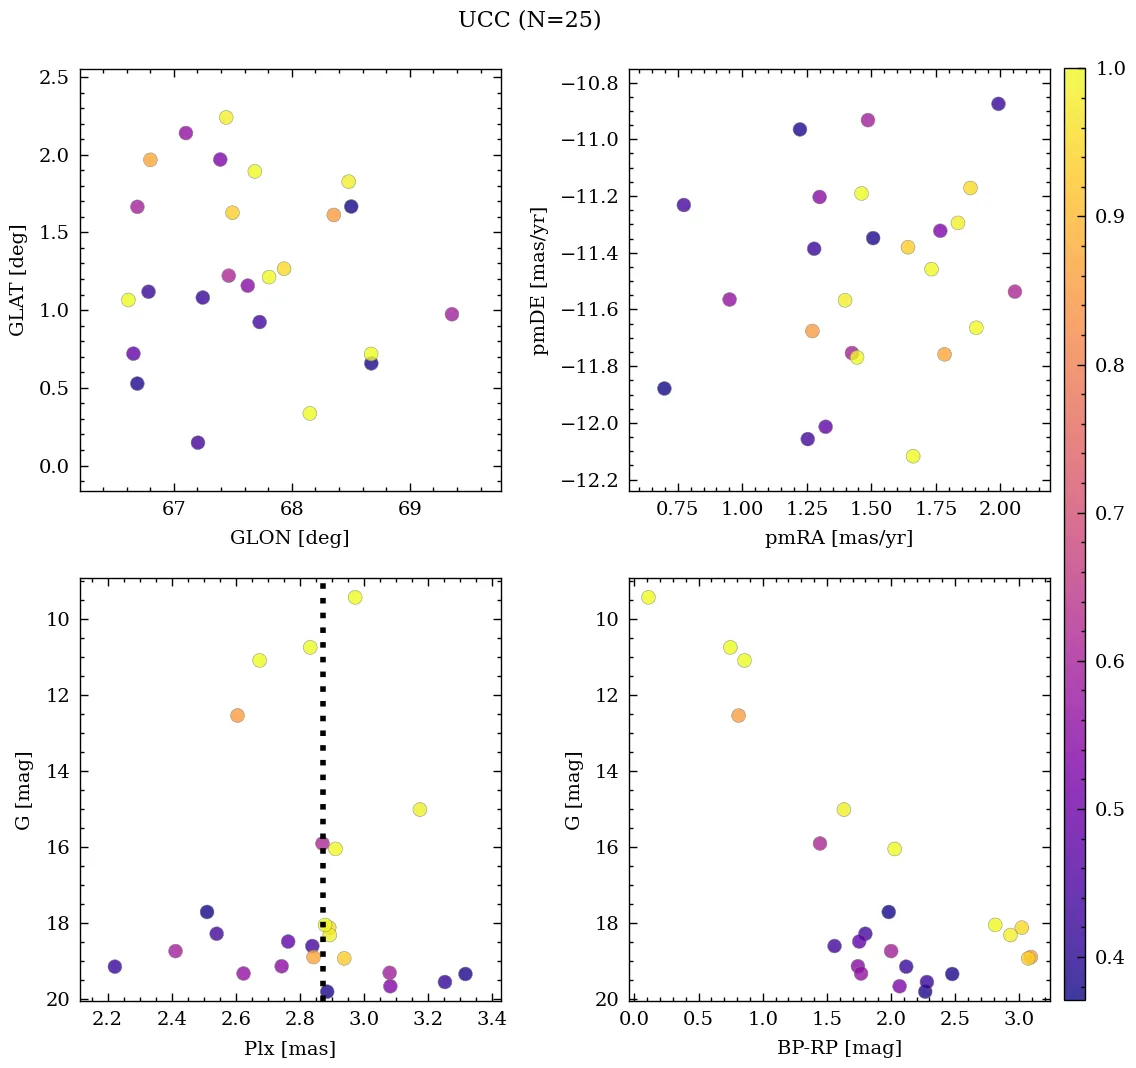 UCC (N=25)
2.5
2.0
1.5
1.0
0.5
0.0
GLAT [deg]
67 68 69
GLON [deg]
−10.8
−11.0
−11.2
−11.4
−11.6
−11.8
−12.0
−12.2
pmDE [mas/yr]
0.75 1.00 1.25 1.50 1.75 2.00
pmRA [mas/yr]
10
12
14
16
18
20
G [mag]
2.2 2.4 2.6 2.8 3.0 3.2 3.4
Plx [mas]
10
12
14
16
18
20
G [mag]
0.0 0.5 1.0 1.5 2.0 2.5 3.0
BP-RP [mag]
1.0
0.9
0.8
0.7
0.6
0.5
0.4